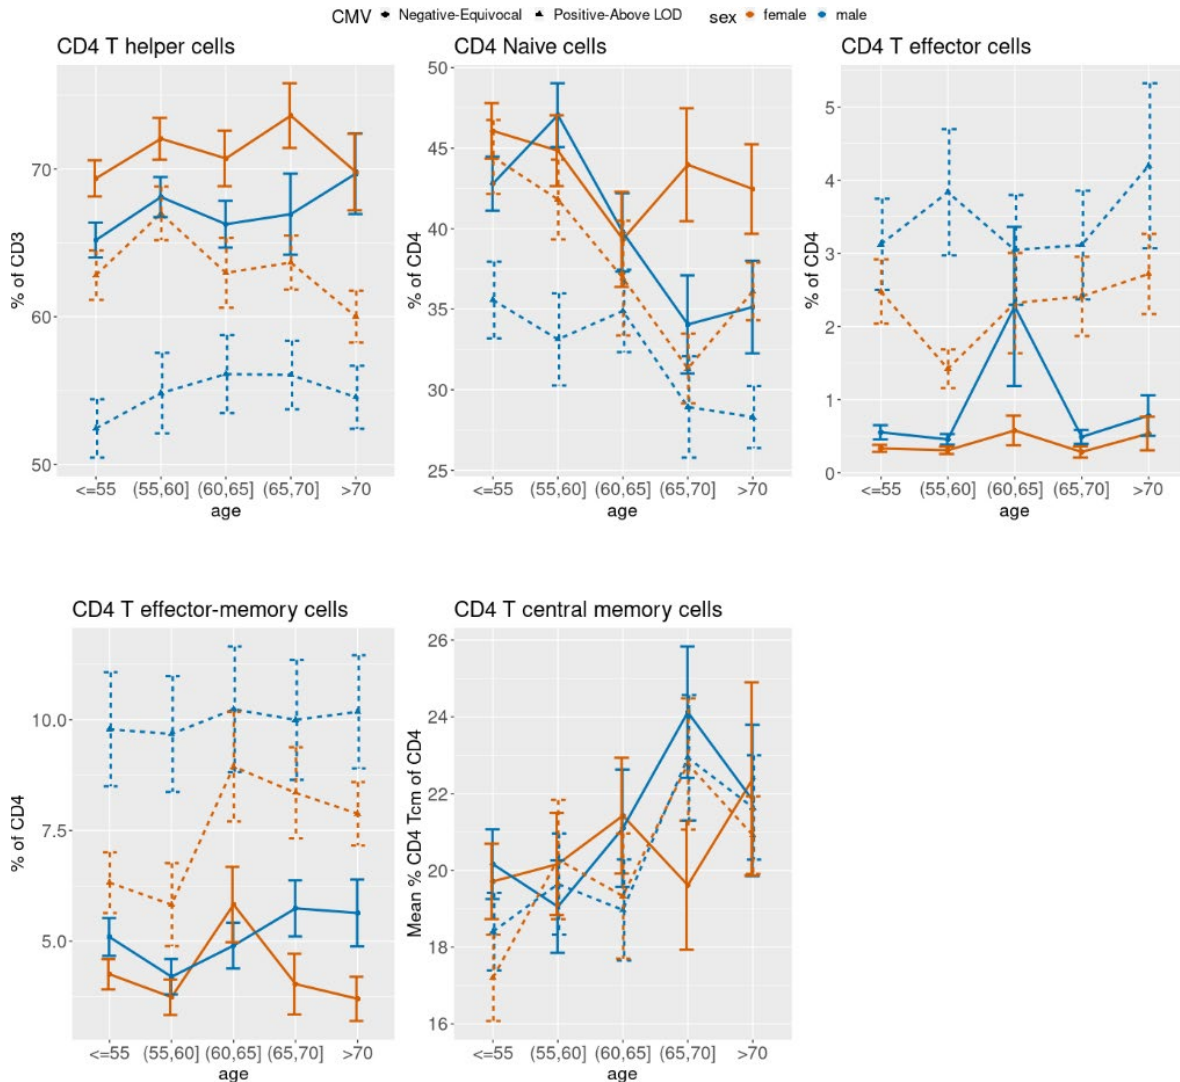 CMV Negative-Equivocal Positive-Above LOD sex female male
CD4 T helper cells
% of CD3
70
60
50
<=55 (55,60] (60,65] (65,70] >70
age
CD4 Naive cells
% of CD4
50
45
40
35
30
25
<=55 (55,60] (60,65] (65,70] >70
age
CD4 T effector cells
% of CD4
5
4
3
2
1
0
<=55 (55,60] (60,65] (65,70] >70
age
CD4 T effector-memory cells
% of CD4
10.0
7.5
5.0
<=55 (55,60] (60,65] (65,70] >70
age
CD4 T central memory cells
Mean % CD4 Tcm of CD4
26
24
22
20
18
16
<=55 (55,60] (60,65] (65,70] >70
age